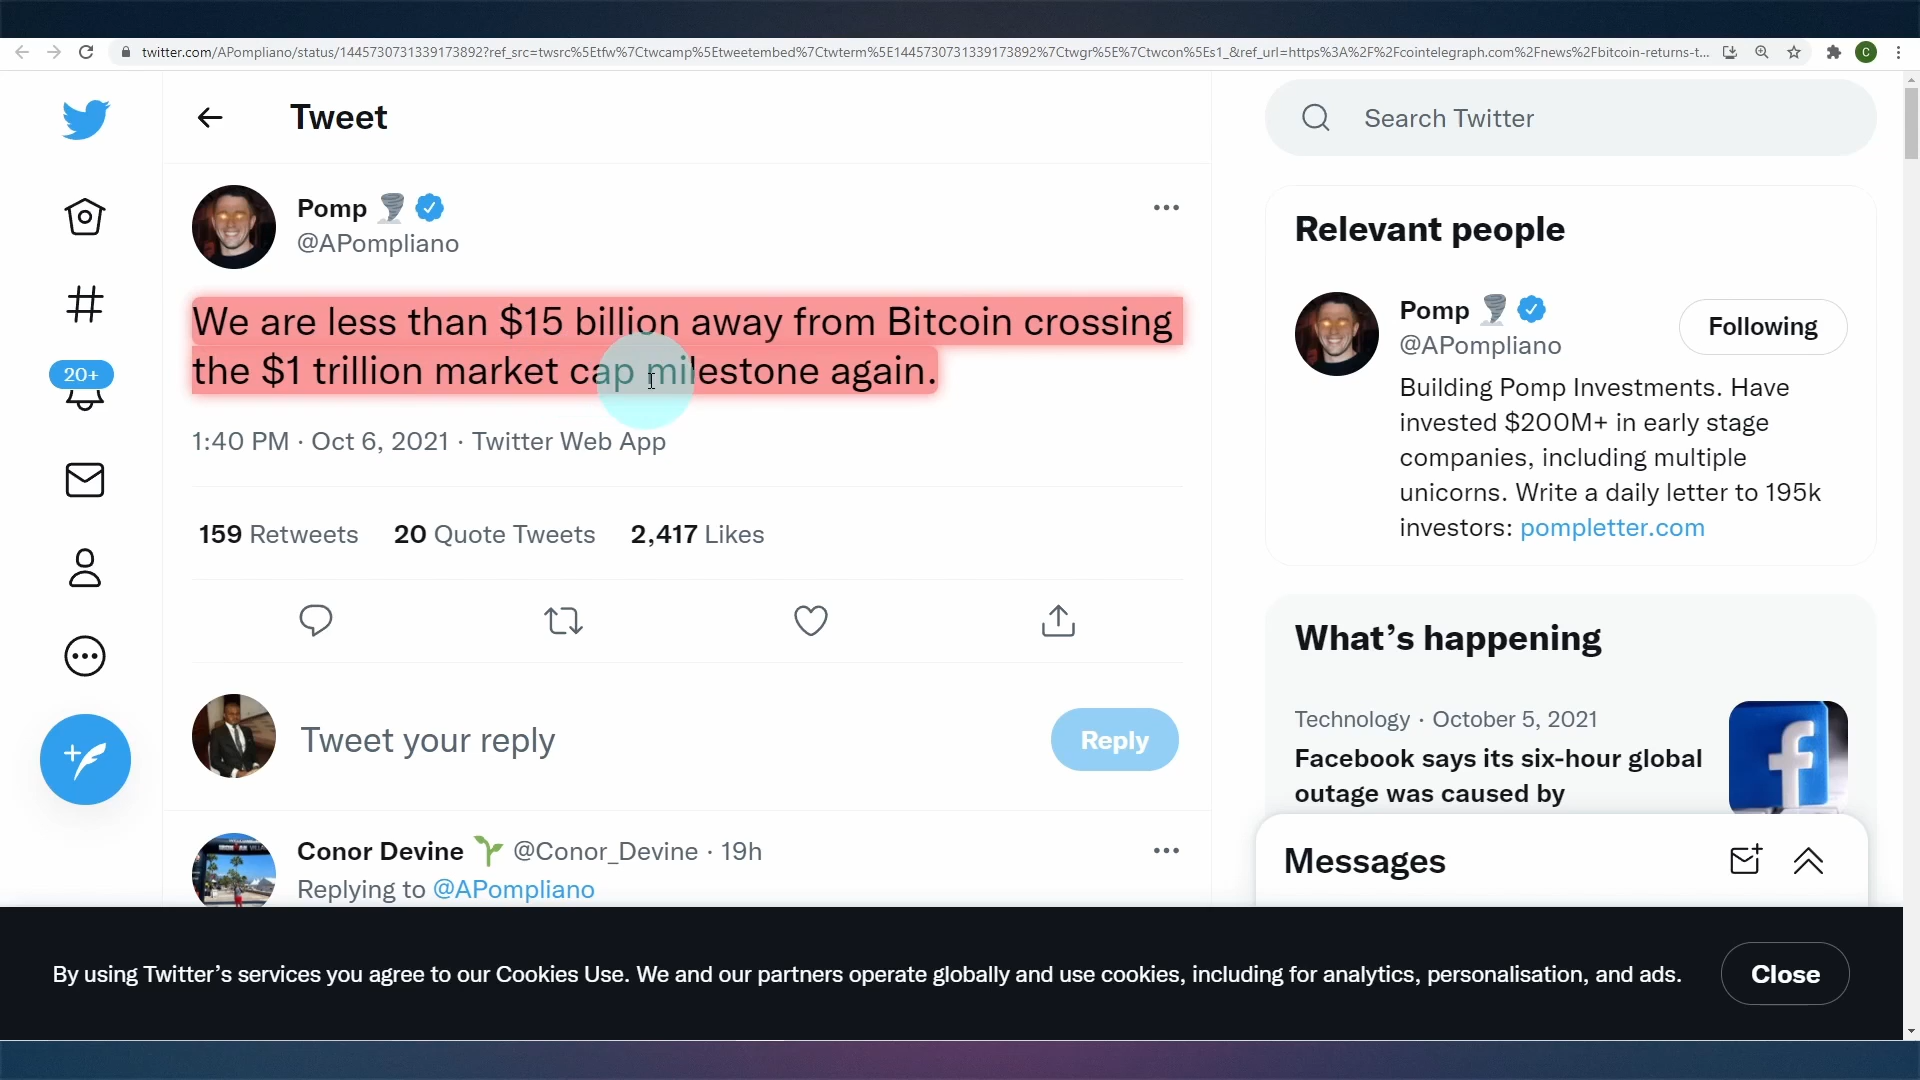 twitter.com/APompliano/status/1445730731339173892?ref_src=twsrc%5Etfw%7Ctwcamp%5Etweetembed%7Ctwterm%5E1445730731339173892%7Ctwgr%5E%7Ctwcon%5Es1_&ref_url=https%3A%2F%2Fcointelegraph.com%2Fnews%2Fbitcoin-returns-t...
C
Tweet
Search Twitter
Pomp
@APompliano
We are less than $15 billion away from Bitcoin crossing
the $1 trillion market cap milestone again.
1:40 PM · Oct 6, 2021 · Twitter Web App
159 Retweets 20 Quote Tweets 2,417 Likes
20+
Tweet your reply
Reply
Conor Devine @Conor_Devine · 19h
Replying to @APompliano
Relevant people
Pomp
@APompliano
Following
Building Pomp Investments. Have
invested $200M+ in early stage
companies, including multiple
unicorns. Write a daily letter to 195k
investors: pompletter.com
What's happening
Technology · October 5, 2021
Facebook says its six-hour global
outage was caused by
Messages
By using Twitter's services you agree to our Cookies Use. We and our partners operate globally and use cookies, including for analytics, personalisation, and ads.
Close